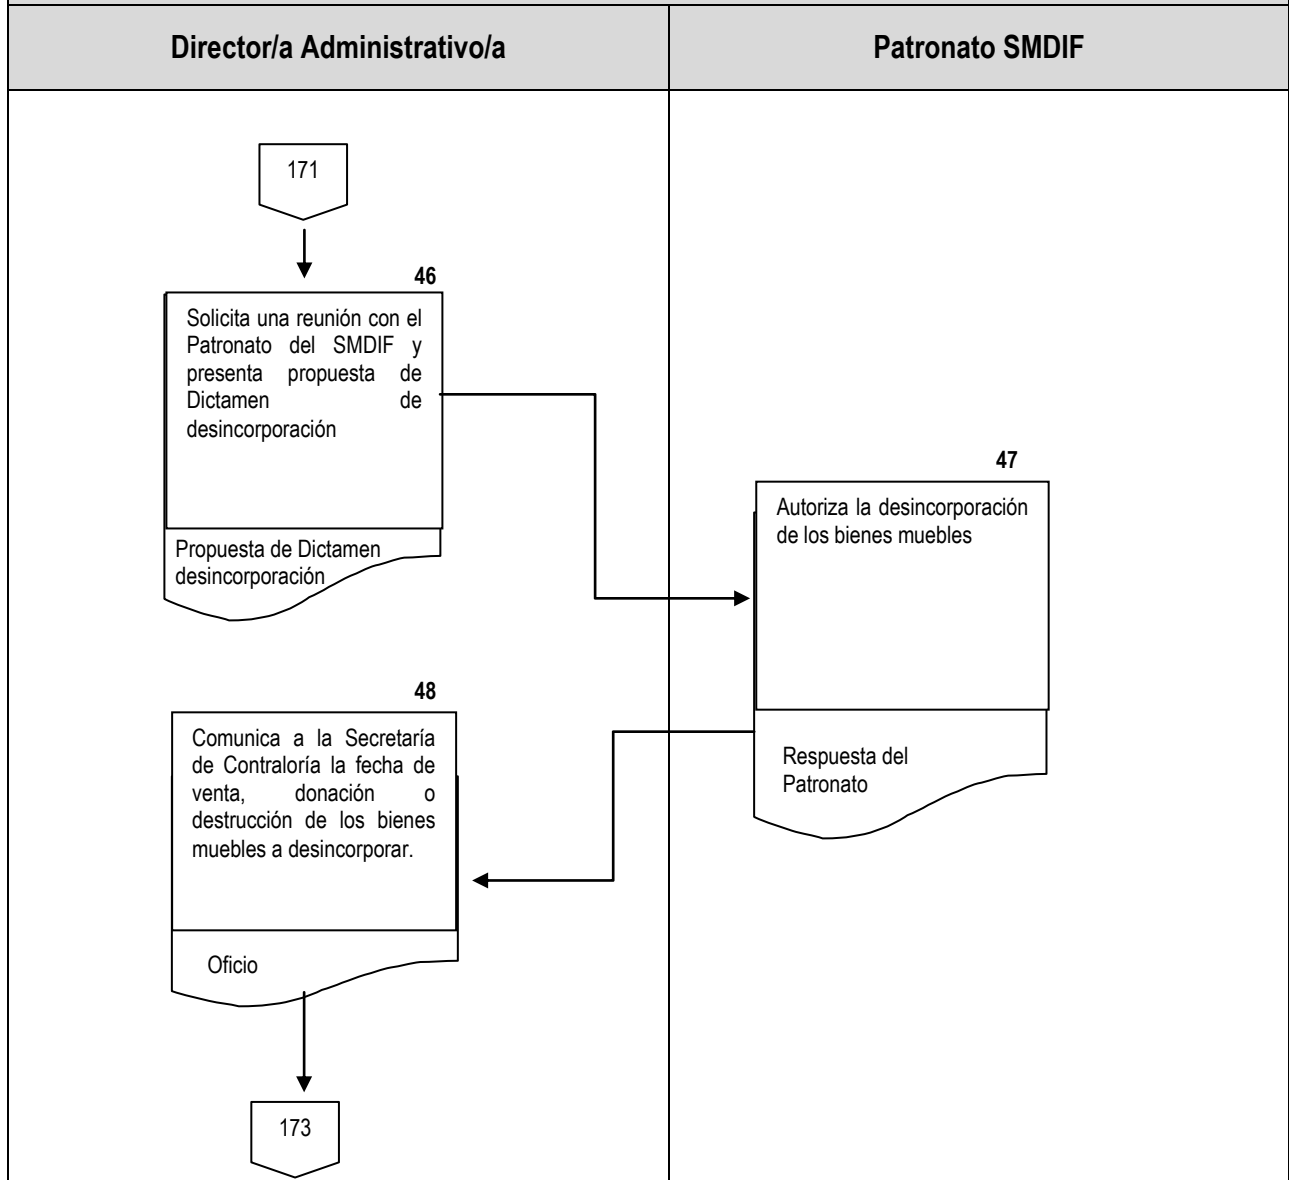 Director/a Administrativo/a
Patronato SMDIF
171
46
Solicita una reunión con el
Patronato del SMDIF y
presenta propuesta de
Dictamen de
desincorporación
Propuesta de Dictamen
desincorporación
47
Autoriza la desincorporación
de los bienes muebles
Respuesta del
Patronato
48
Comunica a la Secretaría
de Contraloría la fecha de
venta, donación o
destrucción de los bienes
muebles a desincorporar.
Oficio
173